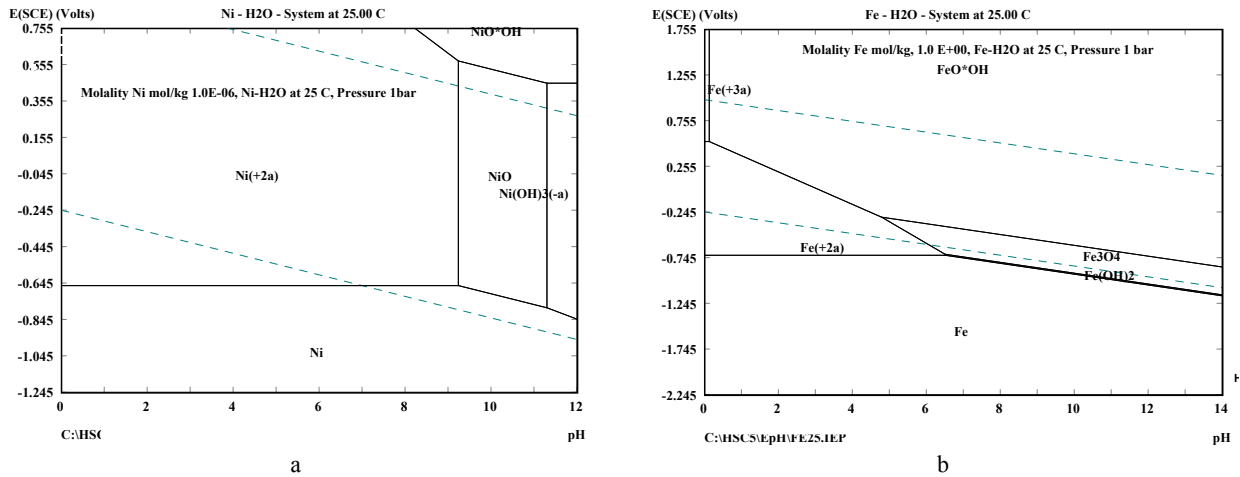 E(SCE) (Volts) Ni - H2O - System at 25.00 C
0.755
0.555
0.355
0.155
-0.045
-0.245
-0.445
-0.645
-0.845
-1.045
-1.245
NiO*OH
Molality Ni mol/kg 1.0E-06, Ni-H2O at 25 C, Pressure 1bar
Ni(+2a)
NiO
Ni(OH)3(-a)
Ni
0 2 4 6 8 10 12
C:\HSC pH
a
E(SCE) (Volts) Fe - H2O - System at 25.00 C
1.755
1.255
0.755
0.255
-0.245
-0.745
-1.245
-1.745
-2.245
Molality Fe mol/kg, 1.0 E+00, Fe-H2O at 25 C, Pressure 1 bar
FeO*OH
Fe(+3a)
Fe(+2a)
Fe3O4
Fe(OH)2
Fe
H
0 2 4 6 8 10 12 14
C:\HSC5\EpH\FE25.IEP pH
b